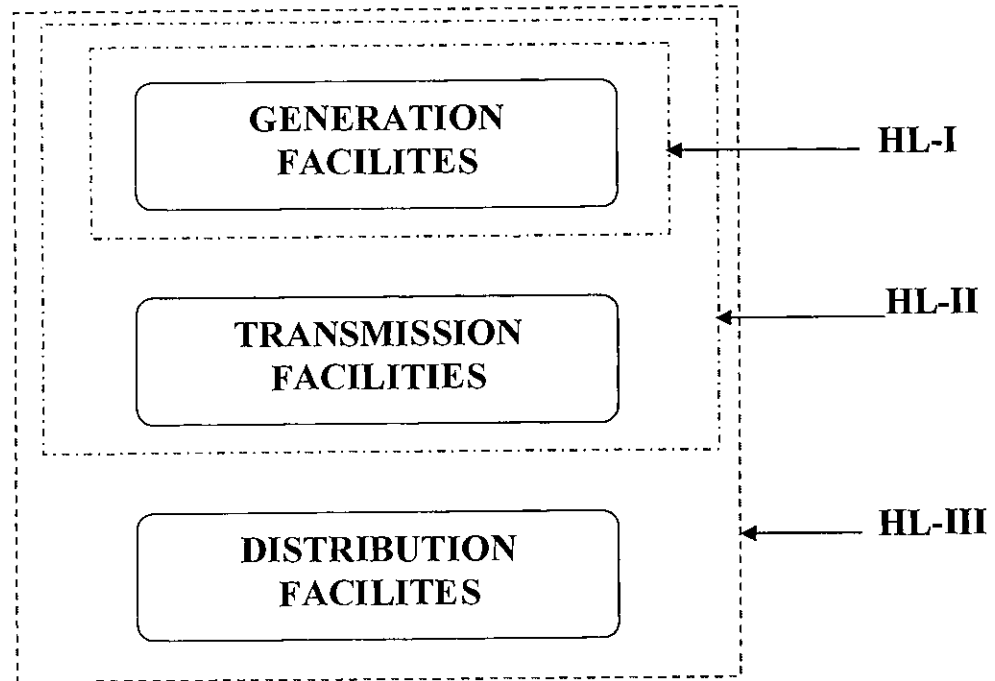 GENERATION
FACILITES
HL-I
TRANSMISSION
FACILITIES
HL-II
DISTRIBUTION
FACILITES
HL-III